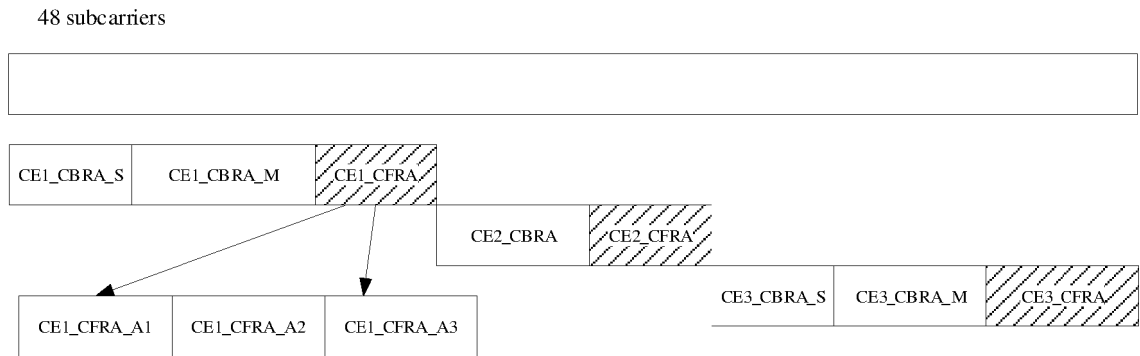 48 subcarriers
CE1_CBRA_S CE1_CBRA_M CE1_CFRA
CE2_CBRA CE2_CFRA
CE3_CBRA_S CE3_CBRA_M CE3_CFRA
CE1_CFRA_A1 CE1_CFRA_A2 CE1_CFRA_A3